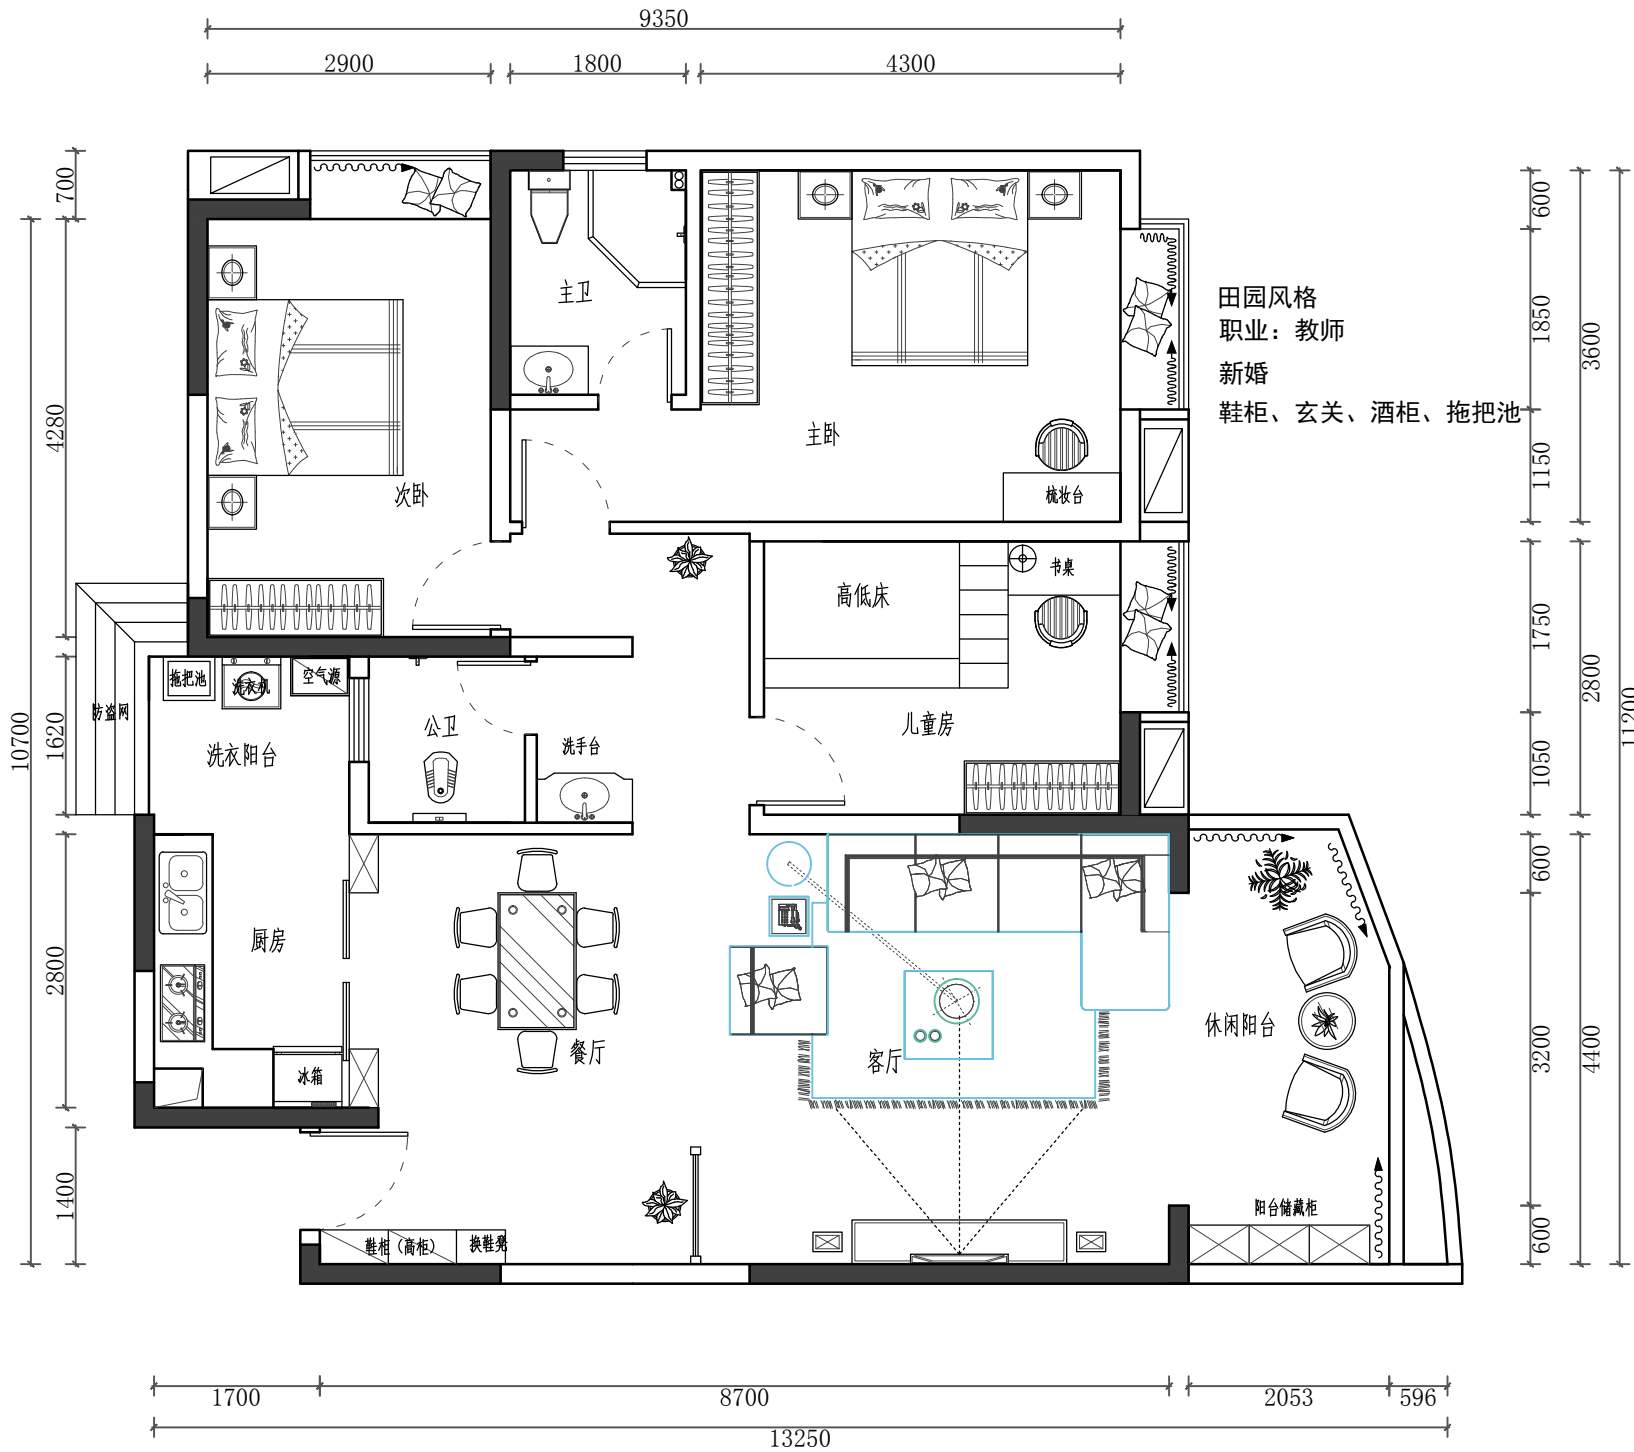 9350
2900
1800
4300
700
600
主卫
田园风格
职业：教师
1850
3600
新婚
鞋柜、玄关、酒柜、拖把池
4280
主卧
次卧
梳妆台
1150
高低床
书桌
1750
拖把池
洗衣机
空气源
2800
防盗网
公卫
儿童房
11200
10700
1620
洗衣阳台
洗手台
1050
600
厨房
2800
餐厅
客厅
休闲阳台
3200
4400
冰箱
1400
阳台储藏柜
鞋柜（高柜）
换鞋凳
600
1700
8700
2053
596
13250